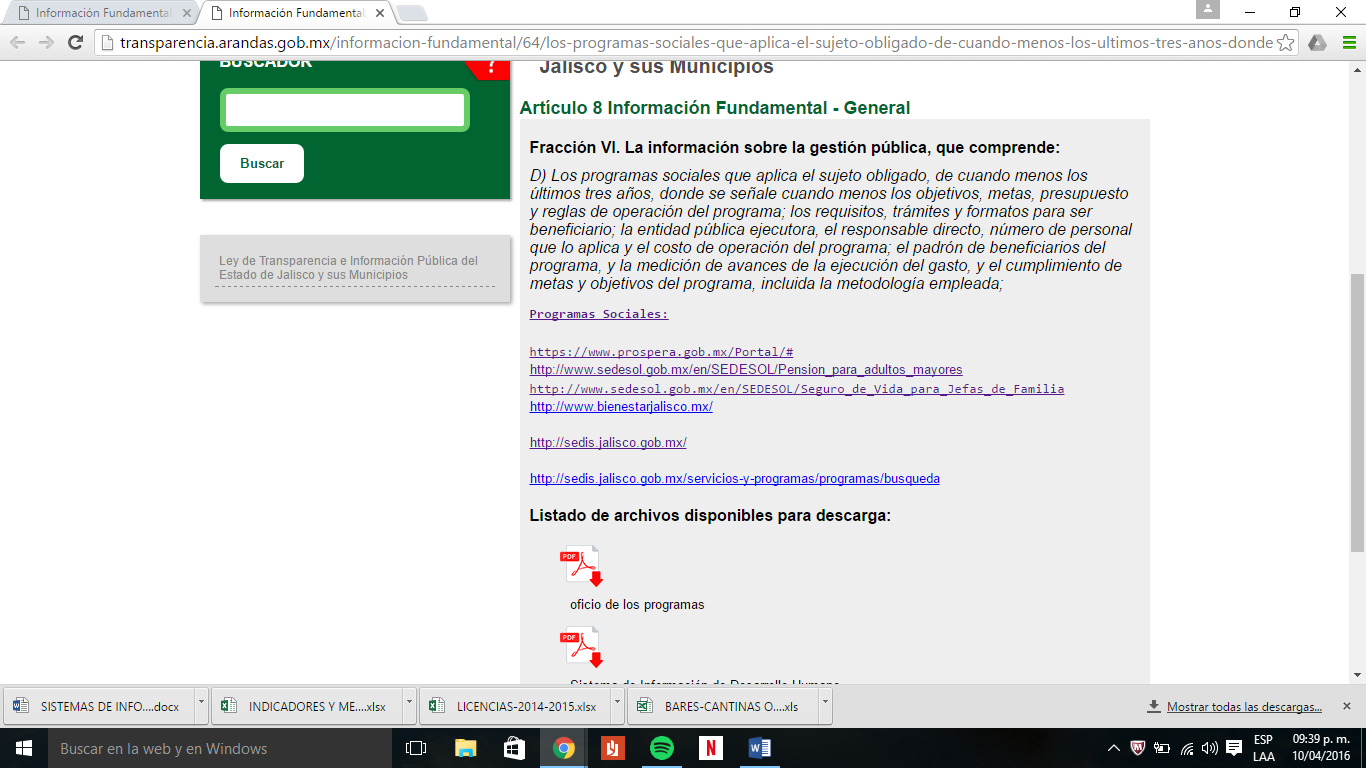 Información Fundamental
Información Fundamental
transparencia.arandas.gob.mx/informacion-fundamental/64/los-programas-sociales-que-aplica-el-sujeto-obligado-de-cuando-menos-los-ultimos-tres-anos-donde
BUSCADOR
?
Buscar
Ley de Transparencia e Información Pública del
Estado de Jalisco y sus Municipios
Jalisco y sus Municipios
Artículo 8 Información Fundamental - General
Fracción VI. La información sobre la gestión pública, que comprende:
D) Los programas sociales que aplica el sujeto obligado, de cuando menos los
últimos tres años, donde se señale cuando menos los objetivos, metas, presupuesto
y reglas de operación del programa; los requisitos, trámites y formatos para ser
beneficiario; la entidad pública ejecutora, el responsable directo, número de personal
que lo aplica y el costo de operación del programa; el padrón de beneficiarios del
programa, y la medición de avances de la ejecución del gasto, y el cumplimiento de
metas y objetivos del programa, incluida la metodología empleada;
Programas Sociales:
https://www.prospera.gob.mx/Portal/#
http://www.sedesol.gob.mx/en/SEDESOL/Pension_para_adultos_mayores
http://www.sedesol.gob.mx/en/SEDESOL/Seguro_de_Vida_para_Jefas_de_Familia
http://www.bienestarjalisco.mx/
http://sedis.jalisco.gob.mx/
http://sedis.jalisco.gob.mx/servicios-y-programas/programas/busqueda
Listado de archivos disponibles para descarga:
PDF
oficio de los programas
PDF
Sistema de Información de Desarrollo Humano
SISTEMAS DE INFO....docx
INDICADORES Y ME....xlsx
LICENCIAS-2014-2015.xlsx
BARES-CANTINAS O....xls
Mostrar todas las descargas...
Buscar en la web y en Windows
N
ESP
LAA
09:39 p. m.
10/04/2016